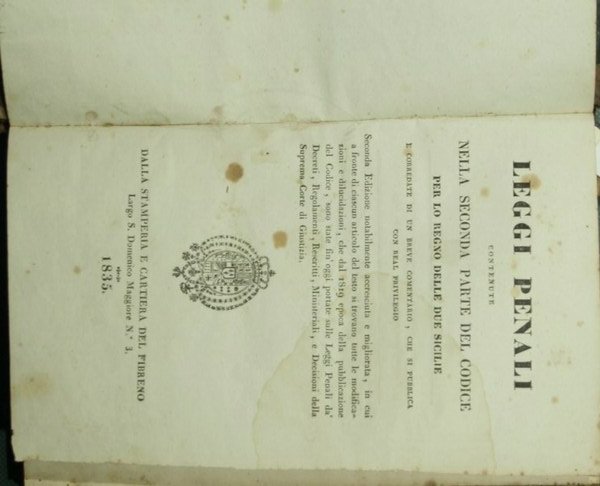 LEGGI PENALI
CONTENUTE
NELLA SECONDA PARTE DEL CODICE
PER LO REGNO DELLE DUE SICILIE
E CORREDATE DI UN BREVE COMENTARIO, CHE SI PUBBLICA
CON REAL PRIVILEGIO
Seconda Edizione notabilmente accresciuta e migliorata, in cui
a fronte di ciascun articolo del testo si trovano tutte le modifica-
zioni e dilucidazioni, che dal 1819 epoca della pubblicazione
del Codice, sono state fin'oggi portate sulle Leggi Penali da'
Decreti, Regolamenti, Rescritti, Ministeriali, e Decisioni della
Suprema Corte di Giustizia.
DALLA STAMPERIA E CARTIERA DEL FIBRENO
Largo S. Domenico Maggiore N.° 3.
1835.